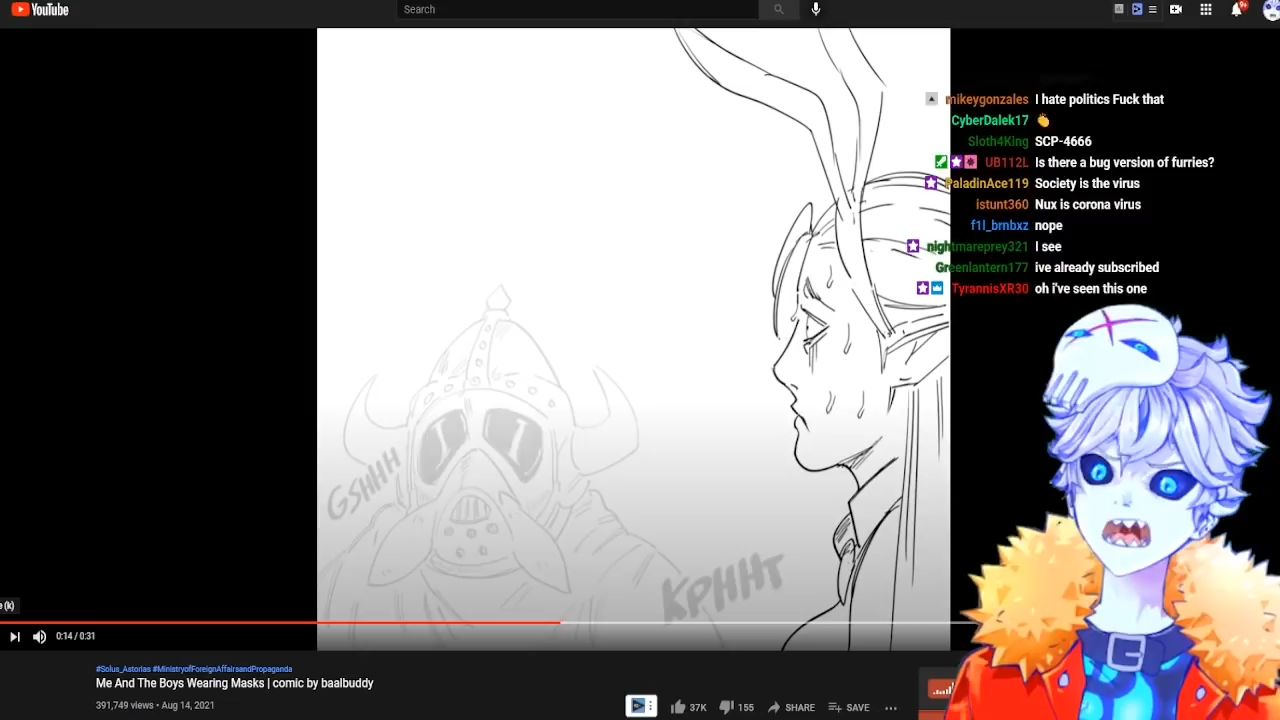 YouTube
Search
9+
mikeygonzales I hate politics Fuck that
CyberDalek17
Sloth4King SCP-4666
UB112L Is there a bug version of furries?
PaladinAce119 Society is the virus
istunt360 Nux is corona virus
f1l_brnbxz nope
nightmareprey321 I see
Greenlantern177 ive already subscribed
TyrannisXR30 oh i've seen this one
GSHHH
KPHHT
e (k)
0:14 / 0:31
#Solus_Astorias #MinistryofForeignAffairsandPropaganda
Me And The Boys Wearing Masks | comic by baalbuddy
391,749 views • Aug 14, 2021
37K
155
SHARE
SAVE